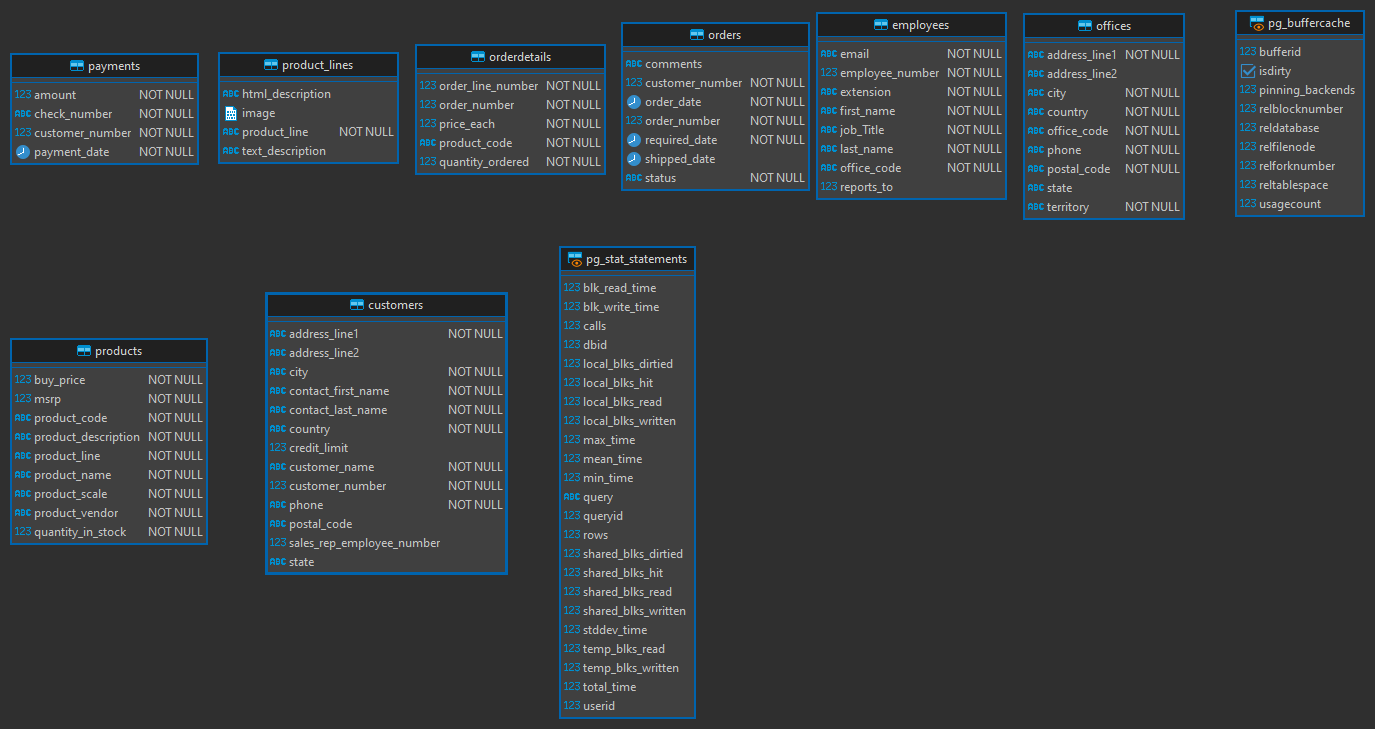 payments
123 amount NOT NULL
ABC check_number NOT NULL
123 customer_number NOT NULL
payment_date NOT NULL
product_lines
ABC html_description
image
ABC product_line NOT NULL
ABC text_description
orderdetails
123 order_line_number NOT NULL
123 order_number NOT NULL
123 price_each NOT NULL
ABC product_code NOT NULL
123 quantity_ordered NOT NULL
orders
ABC comments
123 customer_number NOT NULL
order_date NOT NULL
123 order_number NOT NULL
required_date NOT NULL
shipped_date
ABC status NOT NULL
employees
ABC email NOT NULL
123 employee_number NOT NULL
ABC extension NOT NULL
ABC first_name NOT NULL
ABC job_Title NOT NULL
ABC last_name NOT NULL
ABC office_code NOT NULL
123 reports_to
offices
ABC address_line1 NOT NULL
ABC address_line2
ABC city NOT NULL
ABC country NOT NULL
ABC office_code NOT NULL
ABC phone NOT NULL
ABC postal_code NOT NULL
ABC state
ABC territory NOT NULL
pg_buffercache
123 bufferid
isdirty
123 pinning_backends
123 relblocknumber
123 reldatabase
123 relfilenode
123 relforknumber
123 reltablespace
123 usagecount
products
123 buy_price NOT NULL
123 msrp NOT NULL
ABC product_code NOT NULL
ABC product_description NOT NULL
ABC product_line NOT NULL
ABC product_name NOT NULL
ABC product_scale NOT NULL
ABC product_vendor NOT NULL
123 quantity_in_stock NOT NULL
customers
ABC address_line1 NOT NULL
ABC address_line2
ABC city NOT NULL
ABC contact_first_name NOT NULL
ABC contact_last_name NOT NULL
ABC country NOT NULL
123 credit_limit
ABC customer_name NOT NULL
123 customer_number NOT NULL
ABC phone NOT NULL
ABC postal_code
123 sales_rep_employee_number
ABC state
pg_stat_statements
123 blk_read_time
123 blk_write_time
123 calls
123 dbid
123 local_blks_dirtied
123 local_blks_hit
123 local_blks_read
123 local_blks_written
123 max_time
123 mean_time
123 min_time
ABC query
123 queryid
123 rows
123 shared_blks_dirtied
123 shared_blks_hit
123 shared_blks_read
123 shared_blks_written
123 stddev_time
123 temp_blks_read
123 temp_blks_written
123 total_time
123 userid